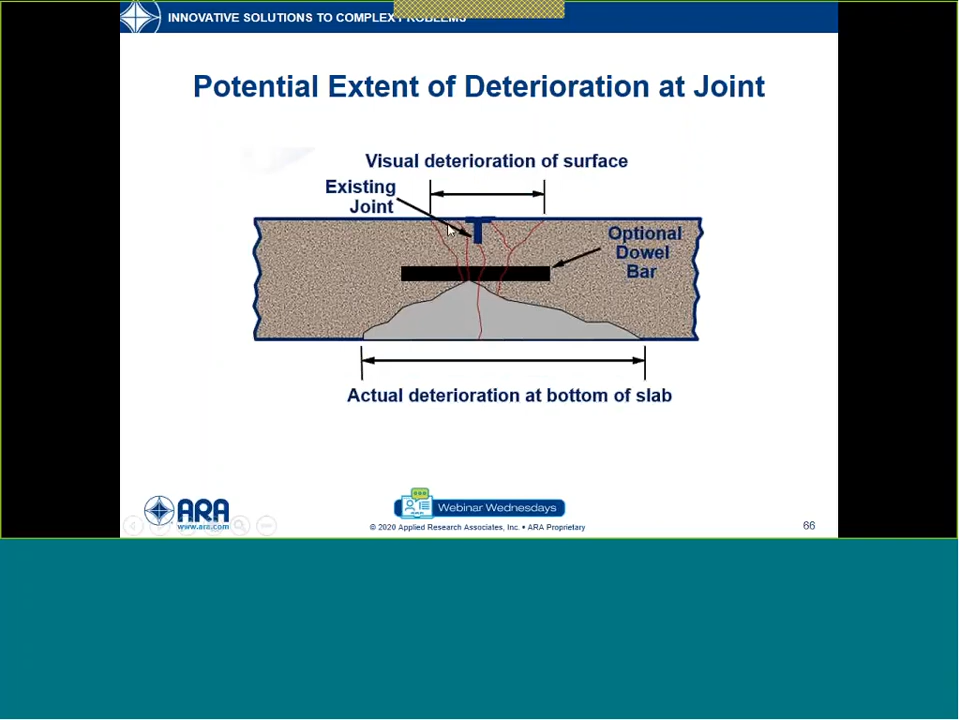 INNOVATIVE SOLUTIONS TO COMPLEX PROBLEMS
Potential Extent of Deterioration at Joint
Visual deterioration of surface
Existing
Joint
Optional
Dowel
Bar
Actual deterioration at bottom of slab
ARA
www.ara.com
Webinar Wednesdays
© 2020 Applied Research Associates, Inc. • ARA Proprietary
66